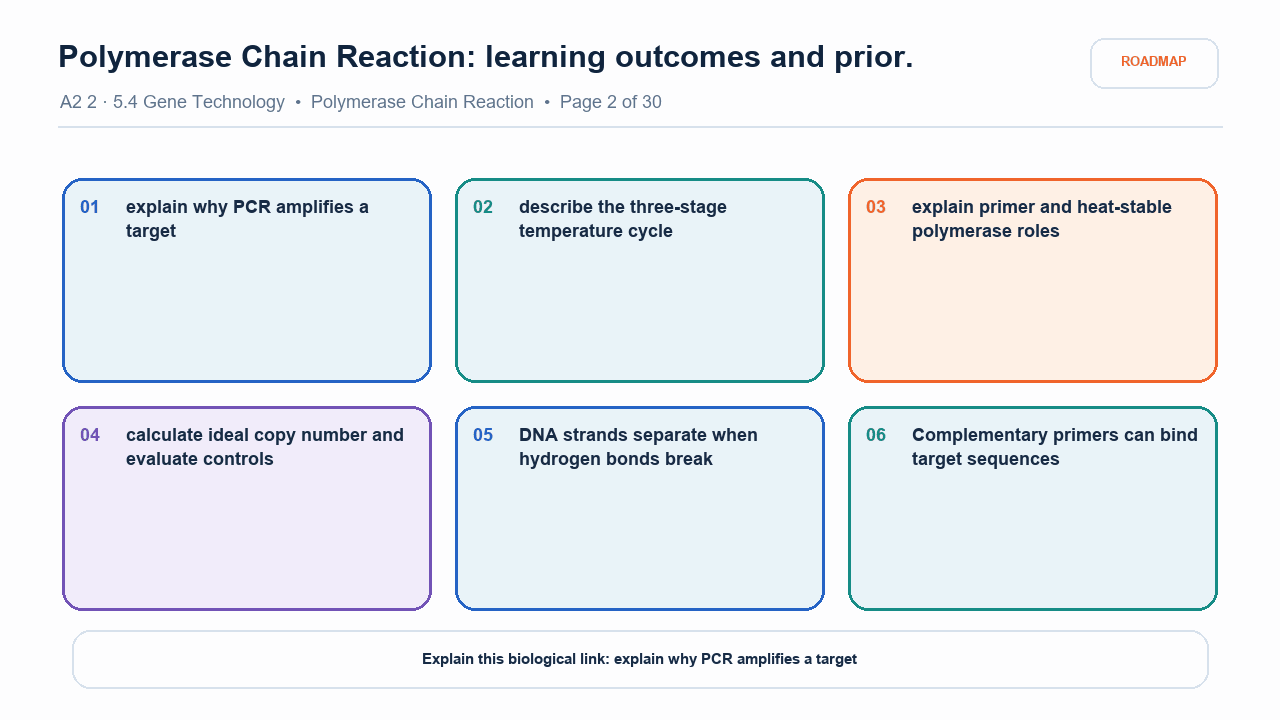 Polymerase Chain Reaction: learning outcomes and prior.
ROADMAP
A2 2 · 5.4 Gene Technology • Polymerase Chain Reaction • Page 2 of 30
01 explain why PCR amplifies a
target
02 describe the three-stage
temperature cycle
03 explain primer and heat-stable
polymerase roles
04 calculate ideal copy number and
evaluate controls
05 DNA strands separate when
hydrogen bonds break
06 Complementary primers can bind
target sequences
Explain this biological link: explain why PCR amplifies a target